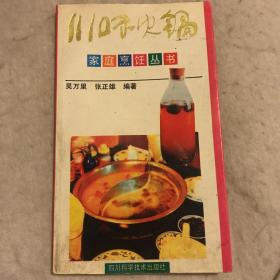 川味火锅
家庭烹饪丛书
吴万里 张正雄 编著
四川科学技术出版社